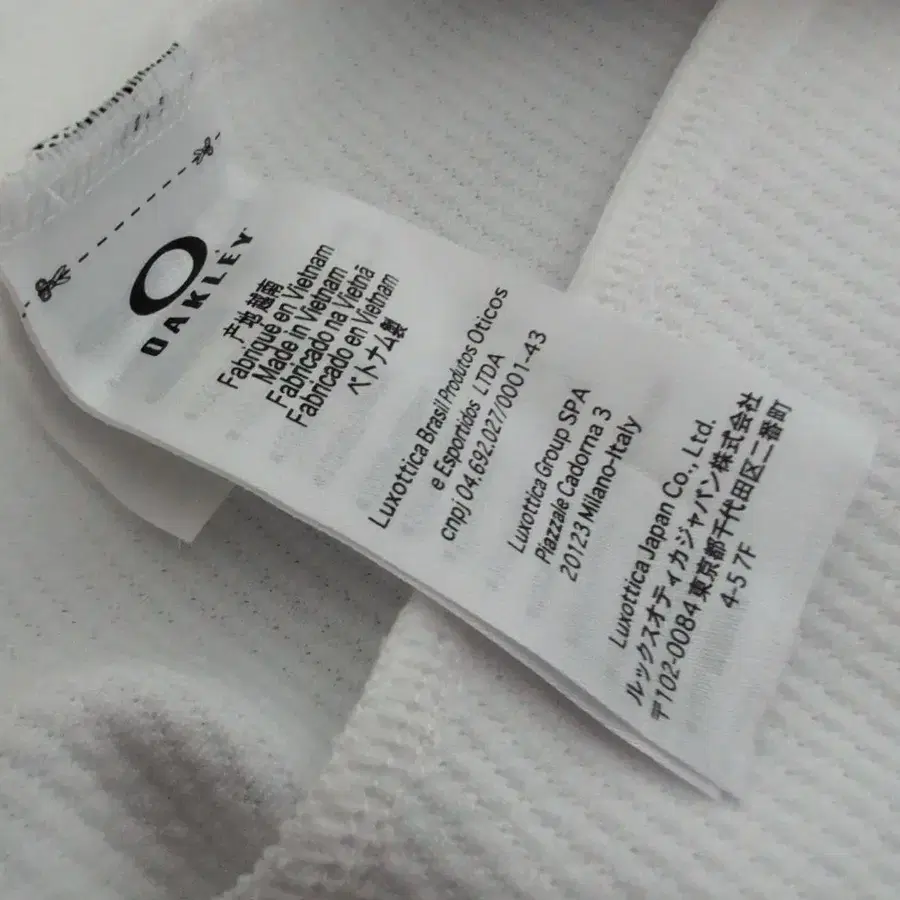 OAKLEY
产地 越南
Fabriqué en Vietnam
Made in Vietnam
Fabricado na Vietnã
Fabricado en Vietnam
ベトナム製
Luxottica Brasil Produtos Oticos
e Esportidos LTDA
cnpj 04.692.027/0001-43
Luxottica Group SPA
Piazzale Cadorna 3
20123 Milano-Italy
Luxottica Japan Co., Ltd.
ルックスオティカジャパン株式会社
〒102-0084 東京都千代田区二番町
4-5 7F